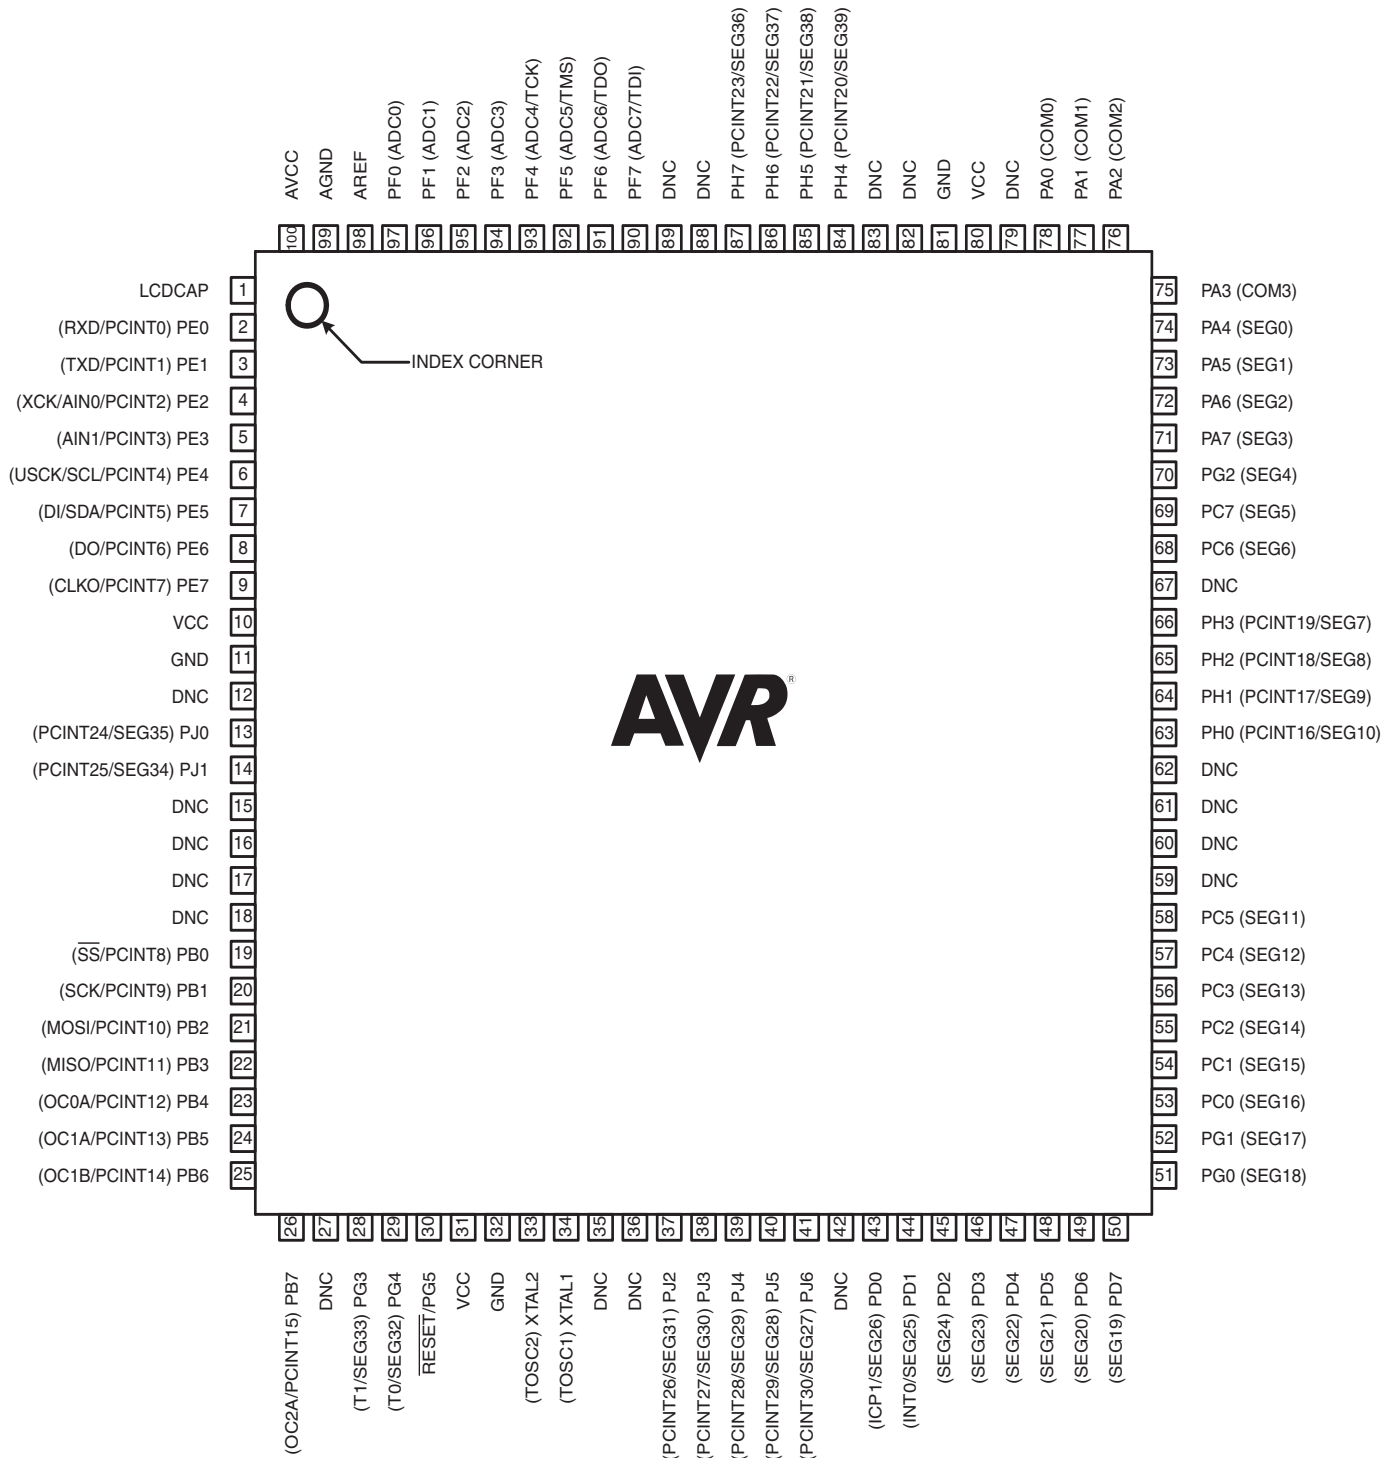 AVCC
AGND
AREF
PF0 (ADC0)
PF1 (ADC1)
PF2 (ADC2)
PF3 (ADC3)
PF4 (ADC4/TCK)
PF5 (ADC5/TMS)
PF6 (ADC6/TDO)
PF7 (ADC7/TDI)
DNC
DNC
PH7 (PCINT23/SEG36)
PH6 (PCINT22/SEG37)
PH5 (PCINT21/SEG38)
PH4 (PCINT20/SEG39)
DNC
DNC
GND
VCC
DNC
PA0 (COM0)
PA1 (COM1)
PA2 (COM2)
100
99
98
97
96
95
94
93
92
91
90
89
88
87
86
85
84
83
82
81
80
79
78
77
76
LCDCAP 1
(RXD/PCINT0) PE0 2
(TXD/PCINT1) PE1 3
(XCK/AIN0/PCINT2) PE2 4
(AIN1/PCINT3) PE3 5
(USCK/SCL/PCINT4) PE4 6
(DI/SDA/PCINT5) PE5 7
(DO/PCINT6) PE6 8
(CLKO/PCINT7) PE7 9
VCC 10
GND 11
DNC 12
(PCINT24/SEG35) PJ0 13
(PCINT25/SEG34) PJ1 14
DNC 15
DNC 16
DNC 17
DNC 18
(SS/PCINT8) PB0 19
(SCK/PCINT9) PB1 20
(MOSI/PCINT10) PB2 21
(MISO/PCINT11) PB3 22
(OC0A/PCINT12) PB4 23
(OC1A/PCINT13) PB5 24
(OC1B/PCINT14) PB6 25
INDEX CORNER
AVR®
75 PA3 (COM3)
74 PA4 (SEG0)
73 PA5 (SEG1)
72 PA6 (SEG2)
71 PA7 (SEG3)
70 PG2 (SEG4)
69 PC7 (SEG5)
68 PC6 (SEG6)
67 DNC
66 PH3 (PCINT19/SEG7)
65 PH2 (PCINT18/SEG8)
64 PH1 (PCINT17/SEG9)
63 PH0 (PCINT16/SEG10)
62 DNC
61 DNC
60 DNC
59 DNC
58 PC5 (SEG11)
57 PC4 (SEG12)
56 PC3 (SEG13)
55 PC2 (SEG14)
54 PC1 (SEG15)
53 PC0 (SEG16)
52 PG1 (SEG17)
51 PG0 (SEG18)
26
27
28
29
30
31
32
33
34
35
36
37
38
39
40
41
42
43
44
45
46
47
48
49
50
(OC2A/PCINT15) PB7
DNC
(T1/SEG33) PG3
(T0/SEG32) PG4
RESET/PG5
VCC
GND
(TOSC2) XTAL2
(TOSC1) XTAL1
DNC
DNC
(PCINT26/SEG31) PJ2
(PCINT27/SEG30) PJ3
(PCINT28/SEG29) PJ4
(PCINT29/SEG28) PJ5
(PCINT30/SEG27) PJ6
DNC
(ICP1/SEG26) PD0
(INT0/SEG25) PD1
(SEG24) PD2
(SEG23) PD3
(SEG22) PD4
(SEG21) PD5
(SEG20) PD6
(SEG19) PD7